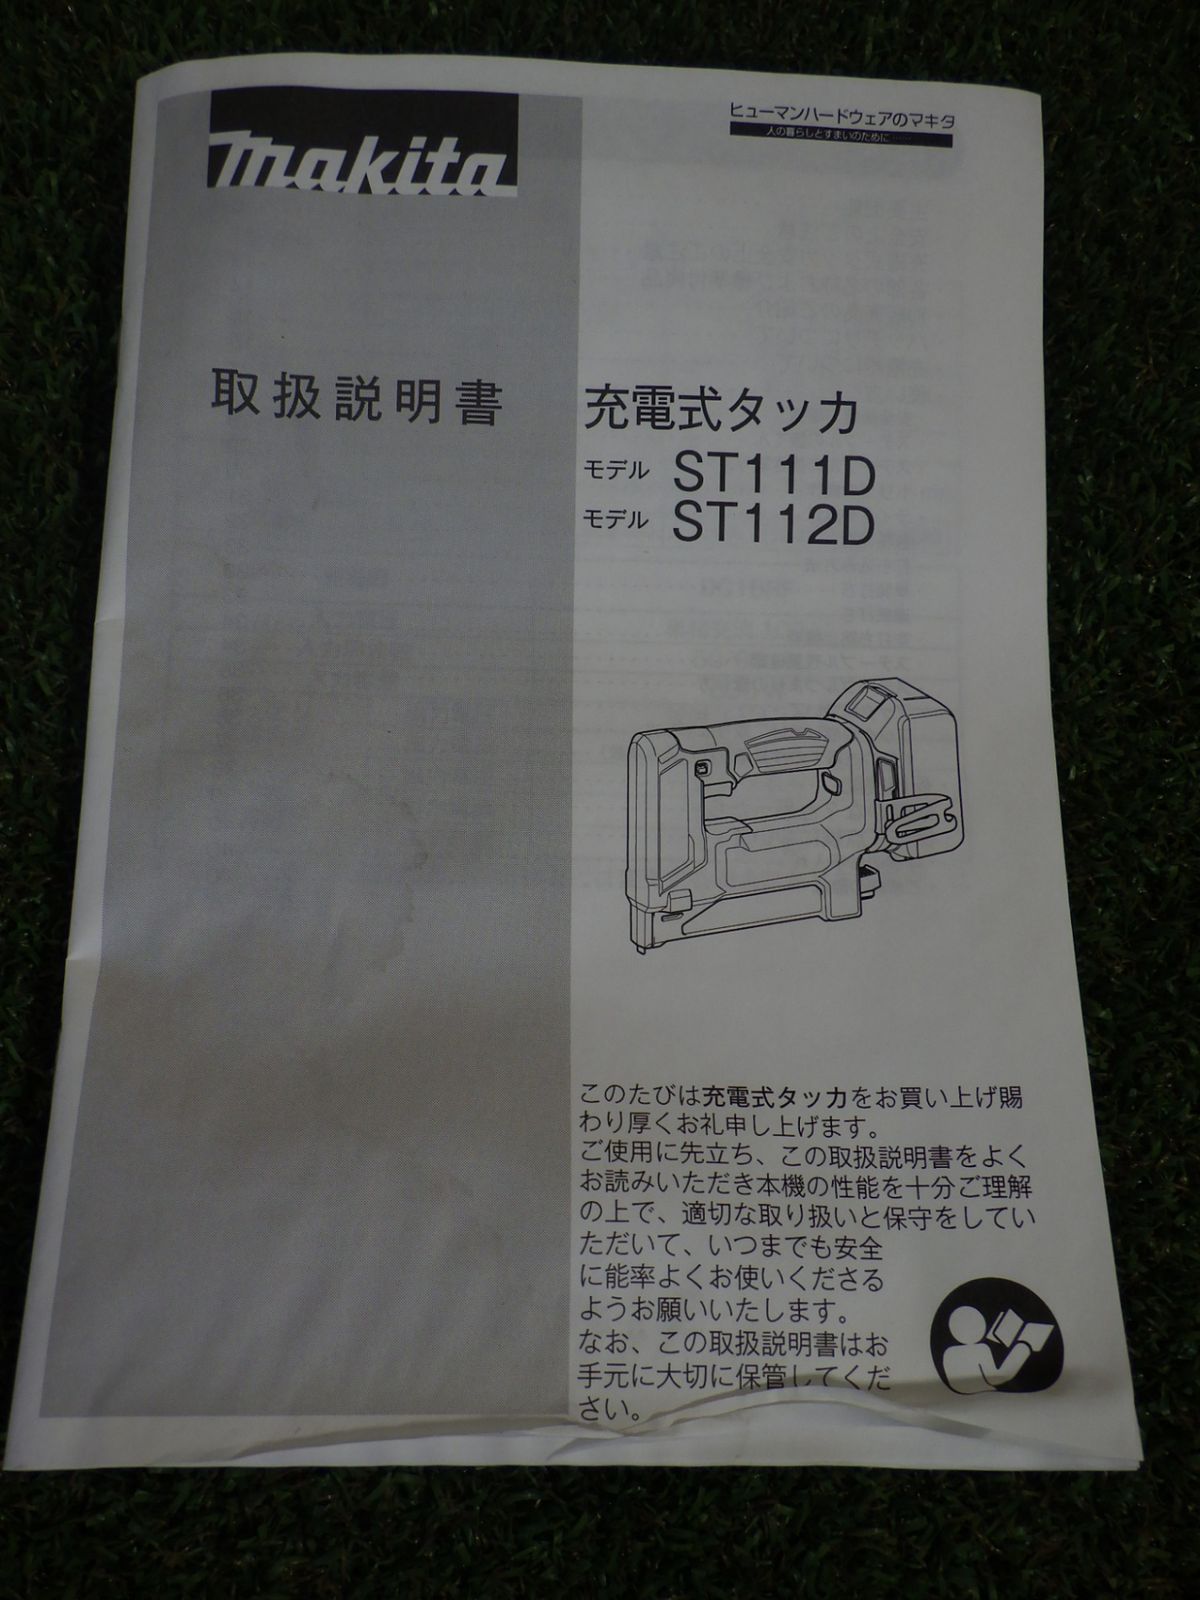 makita
ヒューマンハードウェアのマキタ
人の暮らしとすまいのために……
取扱説明書
充電式タッカ
モデル ST111D
モデル ST112D
このたびは充電式タッカをお買い上げ賜
わり厚くお礼申し上げます。
ご使用に先立ち、この取扱説明書をよく
お読みいただき本機の性能を十分ご理解
の上で、適切な取り扱いと保守をしてい
ただいて、いつまでも安全
に能率よくお使いくださる
ようお願いいたします。
なお、この取扱説明書はお
手元に大切に保管してくだ
さい。